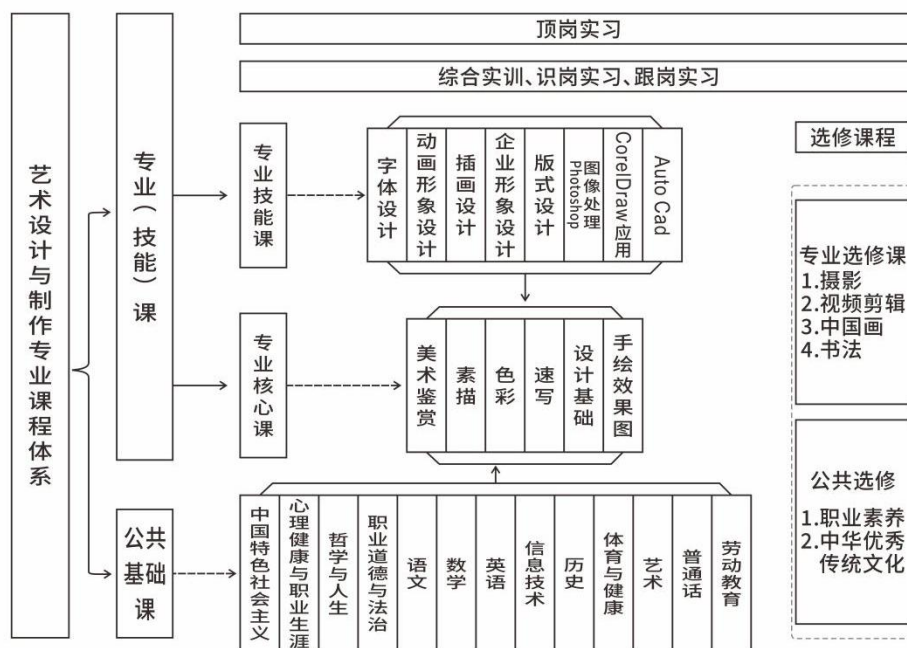 顶岗实习
综合实训、识岗实习、跟岗实习
艺术设计与制作专业课程体系
专业（技能）课
专业技能课
字体设计
动画形象设计
插画设计
企业形象设计
版式设计
图像处理
Photoshop
CorelDraw应用
Auto Cad
专业核心课
美术鉴赏
素描
色彩
速写
设计基础
手绘效果图
公共
基础
课
中国特色社会主义
心理健康与职业生涯
哲学与人生
职业道德与法治
语文
数学
英语
信息技术
历史
体育与健康
艺术
普通话
劳动教育
选修课程
专业选修课
1.摄影
2.视频剪辑
3.中国画
4.书法
公共选修
1.职业素养
2.中华优秀
传统文化